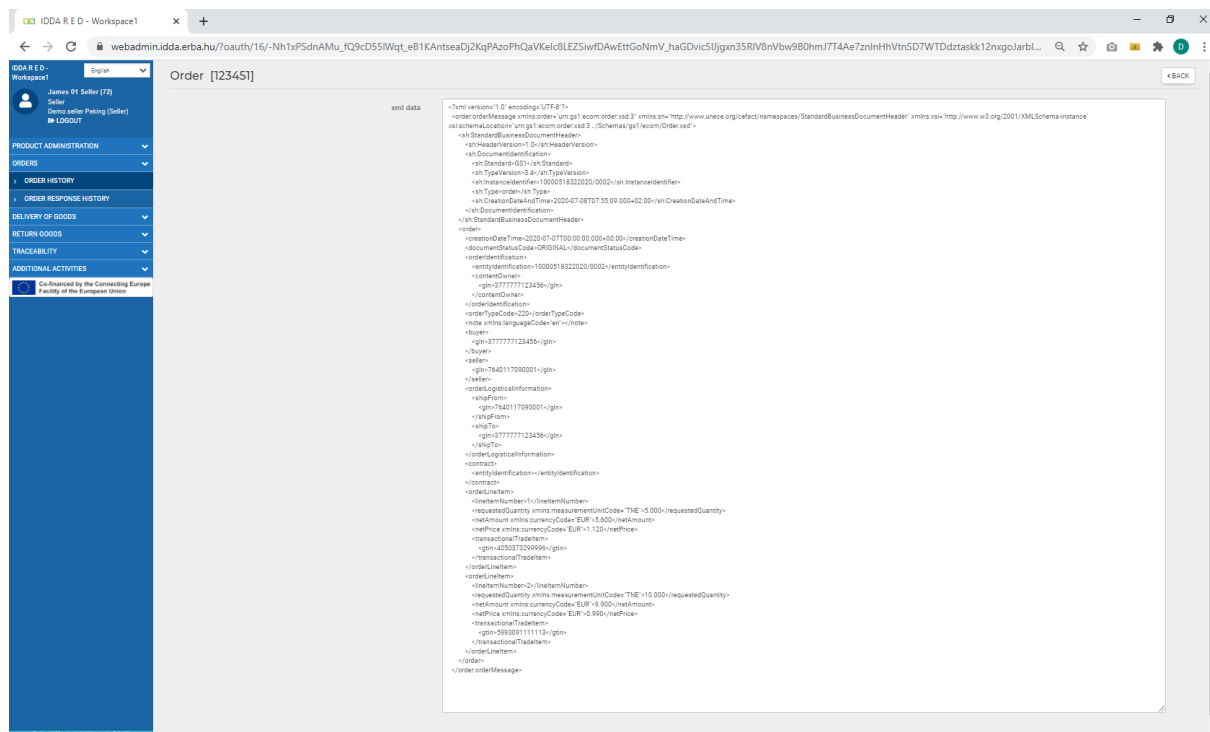 IDDA R E D - Workspace1
webadmin.idda.erba.hu/?oauth/16/-Nh1xPSdnAMu_fQ9cD55IWqt_eB1KAntseaDj2KqPAzoPhQaVKelc8LEZSiwfDAwEttGoNmV_haGDvic5IJjgxn35RlV8nVbw9B0hmJ7T4Ae7znInHhVtnSD7WTDdztaskk12nxgoJarbl...
D
IDDA R E D -
Workspace1
English
James 01 Seller (72)
Seller
Demo seller Peking (Seller)
LOGOUT
PRODUCT ADMINISTRATION
ORDERS
ORDER HISTORY
ORDER RESPONSE HISTORY
DELIVERY OF GOODS
RETURN GOODS
TRACEABILITY
ADDITIONAL ACTIVITIES
Co-financed by the Connecting Europe
Facility of the European Union
Order [123451]
BACK
xml data
<?xml version="1.0" encoding="UTF-8"?>
<order:orderMessage xmlns:order='urn:gs1:ecom:order:xsd:3' xmlns:sh='http://www.unece.org/cefact/namespaces/StandardBusinessDocumentHeader' xmlns:xsi='http://www.w3.org/2001/XMLSchema-instance'
xsi:schemaLocation='urn:gs1:ecom:order:xsd:3 ../Schemas/gs1/ecom/Order.xsd'>
<sh:StandardBusinessDocumentHeader>
<sh:HeaderVersion>1.0</sh:HeaderVersion>
<sh:DocumentIdentification>
<sh:Standard>GS1</sh:Standard>
<sh:TypeVersion>3.4</sh:TypeVersion>
<sh:InstanceIdentifier>10000518322020/0002</sh:InstanceIdentifier>
<sh:Type>order</sh:Type>
<sh:CreationDateAndTime>2020-07-08T07:55:09.000+02:00</sh:CreationDateAndTime>
</sh:DocumentIdentification>
</sh:StandardBusinessDocumentHeader>
<order>
<creationDateTime>2020-07-07T00:00:00.000+00:00</creationDateTime>
<documentStatusCode>ORIGINAL</documentStatusCode>
<orderIdentification>
<entityIdentification>10000518322020/0002</entityIdentification>
<contentOwner>
<gln>3777777123456</gln>
</contentOwner>
</orderIdentification>
<orderTypeCode>220</orderTypeCode>
<note xmlns:languageCode='en'></note>
<buyer>
<gln>3777777123456</gln>
</buyer>
<seller>
<gln>7640117090001</gln>
</seller>
<orderLogisticalInformation>
<shipFrom>
<gln>7640117090001</gln>
</shipFrom>
<shipTo>
<gln>3777777123456</gln>
</shipTo>
</orderLogisticalInformation>
<contract>
<entityIdentification></entityIdentification>
</contract>
<orderLineItem>
<lineItemNumber>1</lineItemNumber>
<requestedQuantity xmlns:measurementUnitCode='TNE'>5.000</requestedQuantity>
<netAmount xmlns:currencyCode='EUR'>5.600</netAmount>
<netPrice xmlns:currencyCode='EUR'>1.120</netPrice>
<transactionalTradeItem>
<gtin>4050373299996</gtin>
</transactionalTradeItem>
</orderLineItem>
<orderLineItem>
<lineItemNumber>2</lineItemNumber>
<requestedQuantity xmlns:measurementUnitCode='TNE'>10.000</requestedQuantity>
<netAmount xmlns:currencyCode='EUR'>9.900</netAmount>
<netPrice xmlns:currencyCode='EUR'>0.990</netPrice>
<transactionalTradeItem>
<gtin>5993091111113</gtin>
</transactionalTradeItem>
</orderLineItem>
</order>
</order:orderMessage>